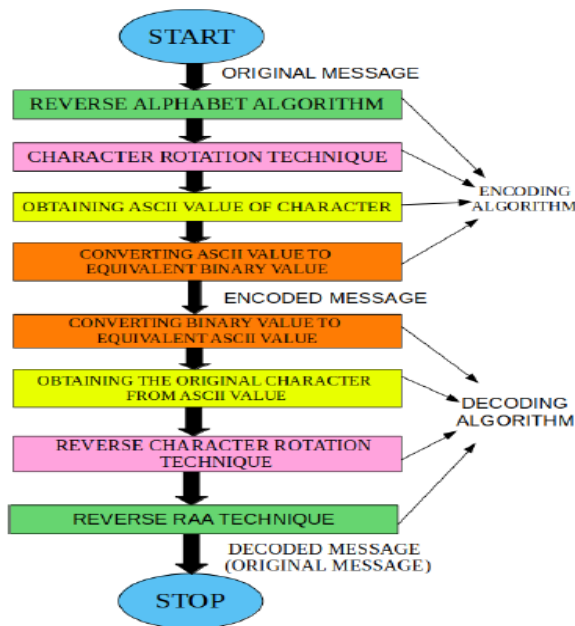 START
ORIGINAL MESSAGE
REVERSE ALPHABET ALGORITHM
CHARACTER ROTATION TECHNIQUE
OBTAINING ASCII VALUE OF CHARACTER
ENCODING
ALGORITHM
CONVERTING ASCII VALUE TO
EQUIVALENT BINARY VALUE
ENCODED MESSAGE
CONVERTING BINARY VALUE TO
EQUIVALENT ASCII VALUE
OBTAINING THE ORIGINAL CHARACTER
FROM ASCII VALUE
DECODING
ALGORITHM
REVERSE CHARACTER ROTATION
TECHNIQUE
REVERSE RAA TECHNIQUE
DECODED MESSAGE
(ORIGINAL MESSAGE)
STOP